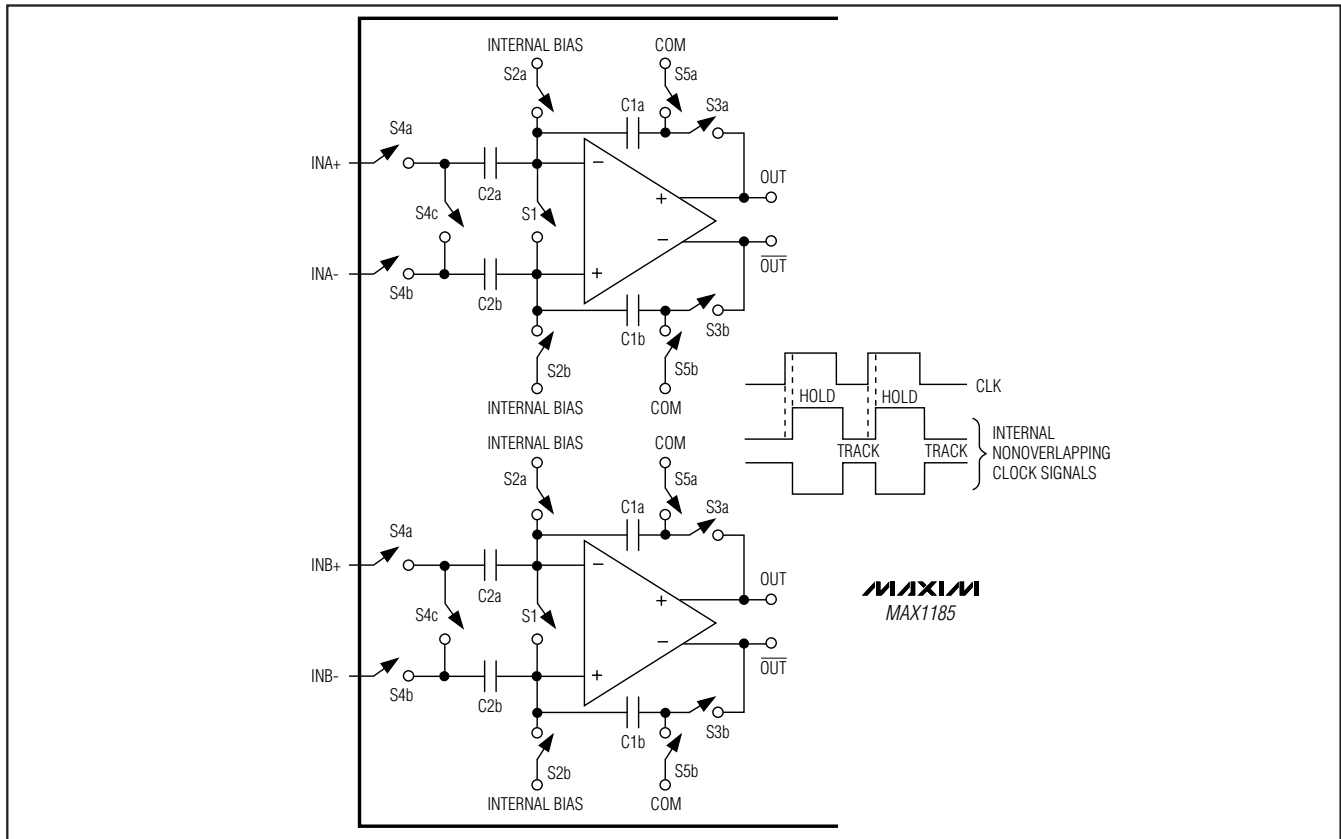 INTERNAL BIAS
COM
S2a
S5a
C1a
S3a
S4a
INA+
C2a
−
+
OUT
S4c
S1
−
OUT
INA-
S4b
C2b
+
C1b
S3b
S2b
S5b
INTERNAL BIAS
COM
CLK
HOLD
HOLD
TRACK
TRACK
INTERNAL
NONOVERLAPPING
CLOCK SIGNALS
INTERNAL BIAS
COM
S2a
S5a
C1a
S3a
S4a
INB+
C2a
−
+
OUT
S4c
S1
−
OUT
INB-
S4b
C2b
+
C1b
S3b
S2b
S5b
INTERNAL BIAS
COM
MAXIM
MAX1185